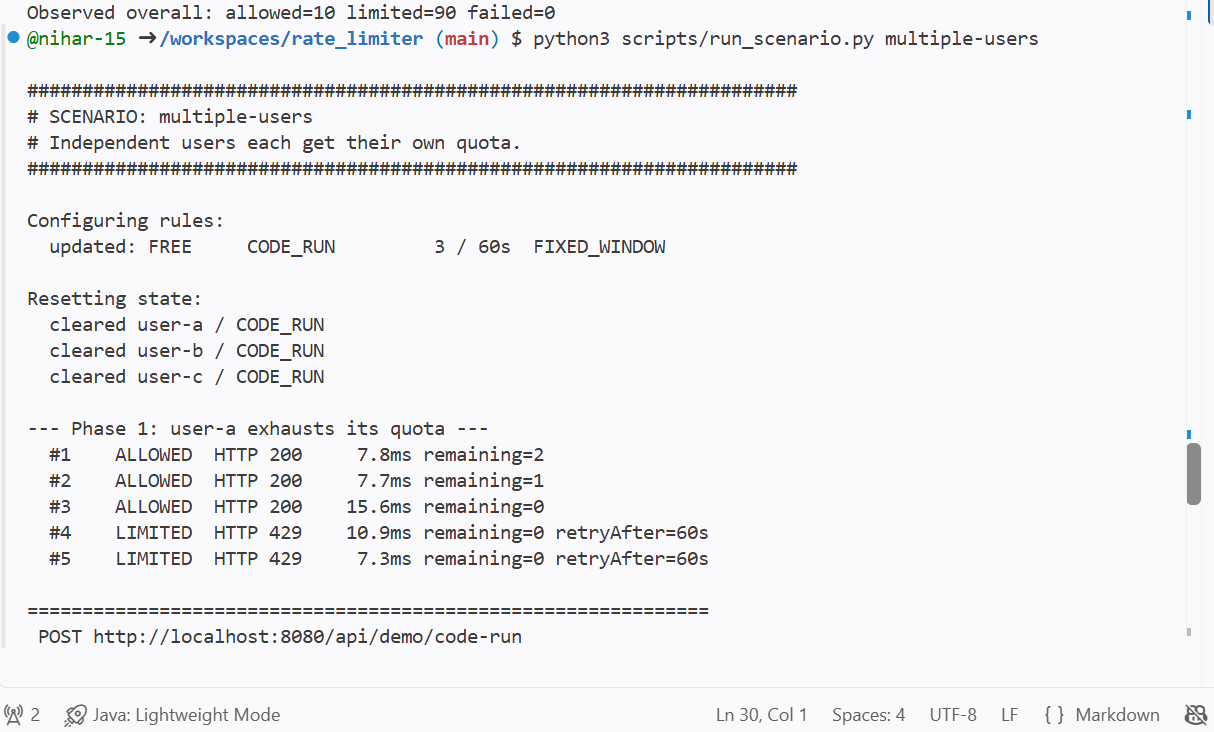 Observed overall: allowed=10 limited=90 failed=0
@nihar-15 ➜/workspaces/rate_limiter (main) $ python3 scripts/run_scenario.py multiple-users
######################################################################
# SCENARIO: multiple-users
# Independent users each get their own quota.
######################################################################
Configuring rules:
  updated: FREE     CODE_RUN         3 / 60s  FIXED_WINDOW
Resetting state:
  cleared user-a / CODE_RUN
  cleared user-b / CODE_RUN
  cleared user-c / CODE_RUN
--- Phase 1: user-a exhausts its quota ---
  #1    ALLOWED  HTTP 200     7.8ms remaining=2
  #2    ALLOWED  HTTP 200     7.7ms remaining=1
  #3    ALLOWED  HTTP 200    15.6ms remaining=0
  #4    LIMITED  HTTP 429    10.9ms remaining=0 retryAfter=60s
  #5    LIMITED  HTTP 429     7.3ms remaining=0 retryAfter=60s
==============================================================
 POST http://localhost:8080/api/demo/code-run
2 Java: Lightweight Mode Ln 30, Col 1 Spaces: 4 UTF-8 LF { } Markdown